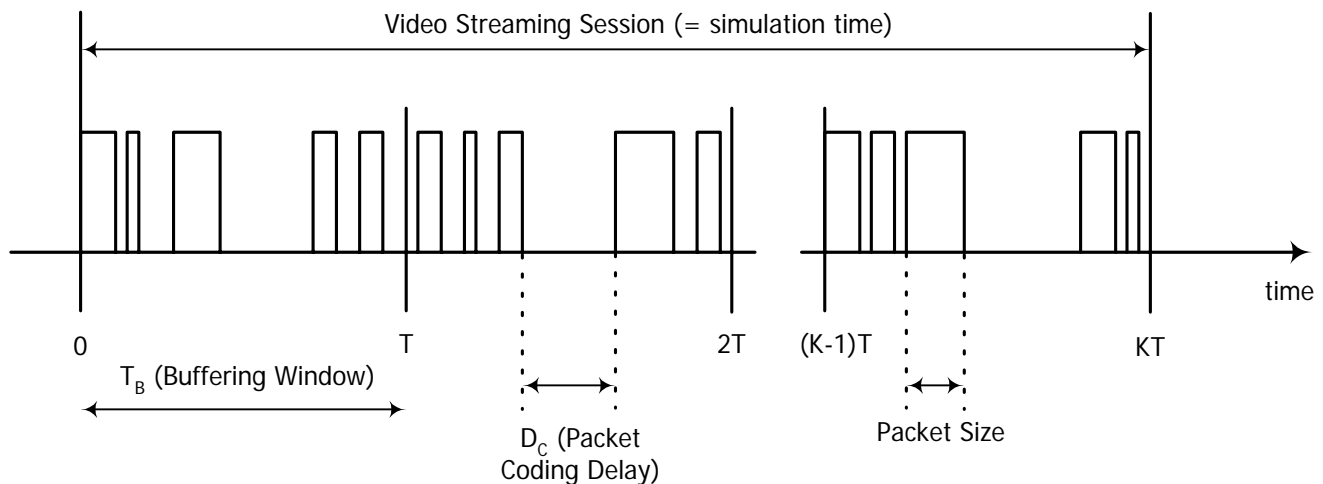 Video Streaming Session (= simulation time)
time
0
T
2T
(K-1)T
KT
T_B (Buffering Window)
D_C (Packet
Coding Delay)
Packet Size